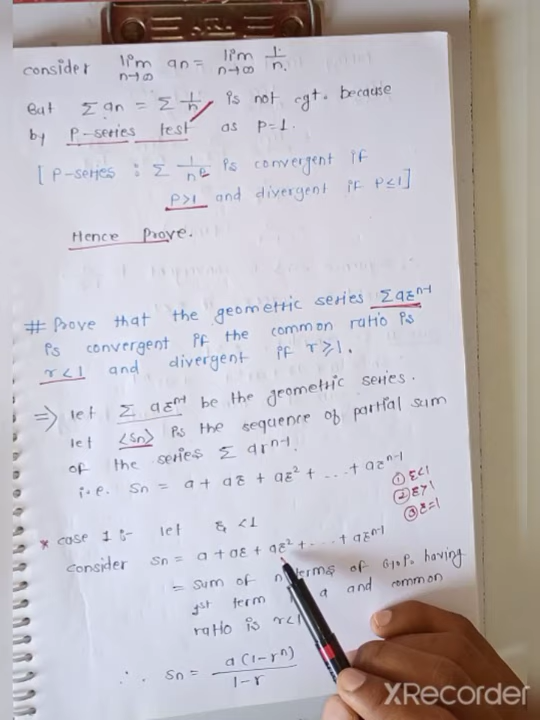 consider lim n→∞ an = lim n→∞ 1/n.
But Σ an = Σ 1/n is not cgt. because
by P-series test as P=1.
[ P-series : Σ 1/n^p is convergent if
P>1 and divergent if P≤1]
Hence Prove.
# Prove that the geometric series Σar^n-1
is convergent if the common ratio is
r<1 and divergent if r≥1.
⇒ let Σ ar^n-1 be the geometric series.
let <Sn> is the sequence of partial sum
of the series Σ ar^n-1.
i.e. Sn = a + ar + ar² + ... + ar^n-1
① r<1
② r>1
③ r=1
* case 1 :- let r <1
consider Sn = a + ar + ar² + ... + ar^n-1
= sum of n terms of G.P. having
1st term a and common
ratio is r<1
∴ Sn = a(1-r^n) / 1-r
XRecorder